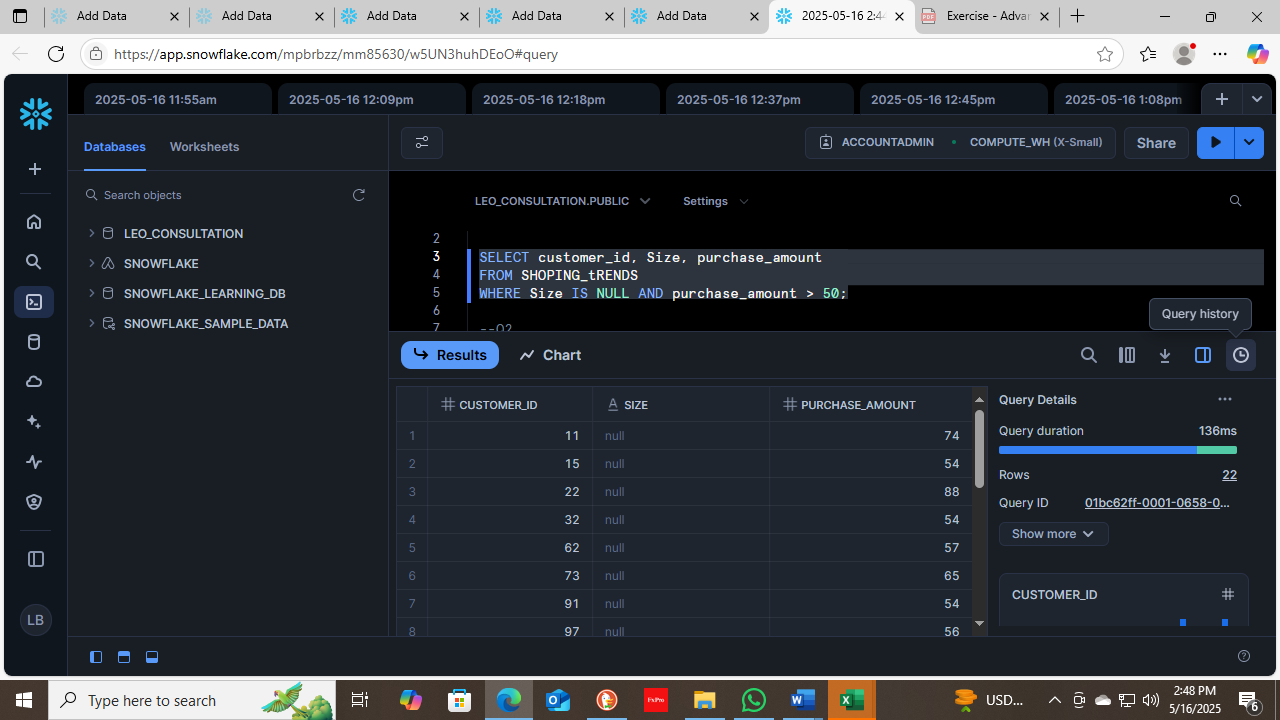 Add Data
Add Data
Add Data
Add Data
Add Data
2025-05-16 2:4
Exercise - Advan
https://app.snowflake.com/mpbrbzz/mm85630/w5UN3huhDEoO#query
2025-05-16 11:55am
2025-05-16 12:09pm
2025-05-16 12:18pm
2025-05-16 12:37pm
2025-05-16 12:45pm
2025-05-16 1:08pm
Databases
Worksheets
ACCOUNTADMIN
COMPUTE_WH (X-Small)
Share
Search objects
LEO_CONSULTATION
SNOWFLAKE
SNOWFLAKE_LEARNING_DB
SNOWFLAKE_SAMPLE_DATA
LEO_CONSULTATION.PUBLIC
Settings
2
3 SELECT customer_id, Size, purchase_amount
4 FROM SHOPING_tRENDS
5 WHERE Size IS NULL AND purchase_amount > 50;
6
7 --Q2
Query history
Results
Chart
CUSTOMER_ID SIZE PURCHASE_AMOUNT
1 11 null 74
2 15 null 54
3 22 null 88
4 32 null 54
5 62 null 57
6 73 null 65
7 91 null 54
8 97 null 56
Query Details
Query duration 136ms
Rows 22
Query ID 01bc62ff-0001-0658-0...
Show more
CUSTOMER_ID
LB
Type here to search
FxPro
USD...
2:48 PM
5/16/2025
6